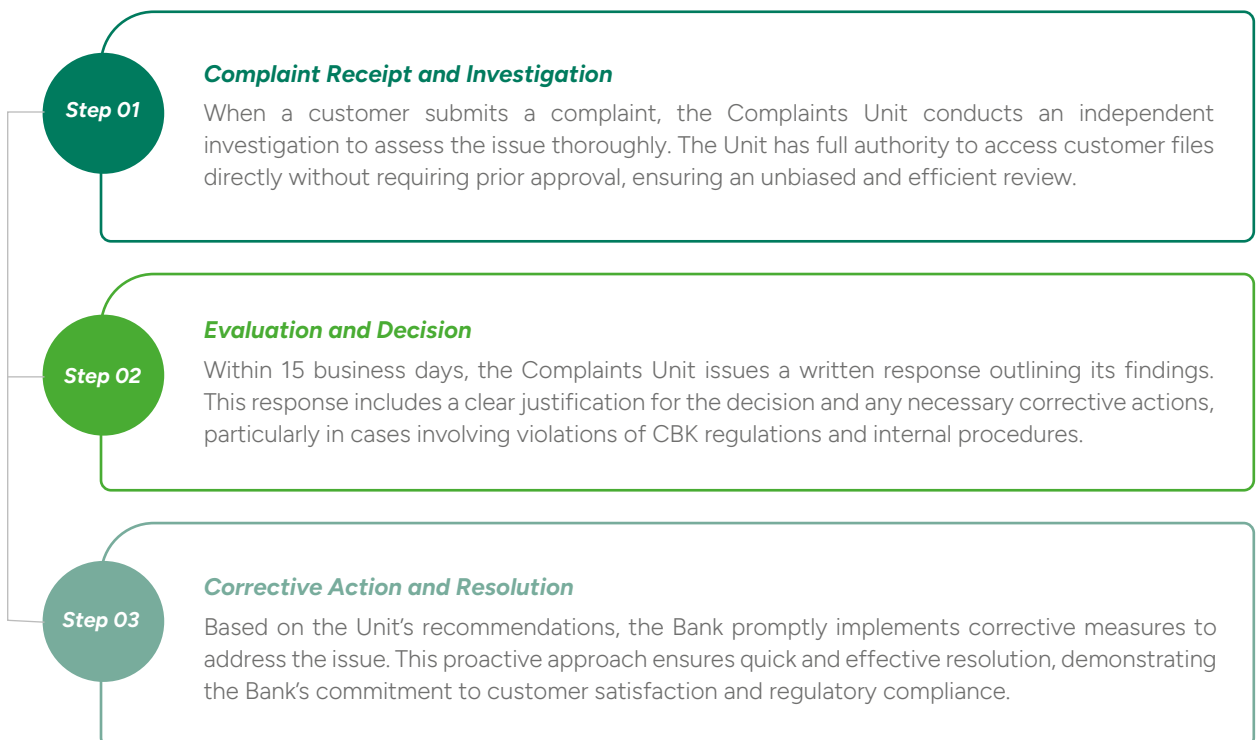 Step 01
Complaint Receipt and Investigation
When a customer submits a complaint, the Complaints Unit conducts an independent
investigation to assess the issue thoroughly. The Unit has full authority to access customer files
directly without requiring prior approval, ensuring an unbiased and efficient review.
Step 02
Evaluation and Decision
Within 15 business days, the Complaints Unit issues a written response outlining its findings.
This response includes a clear justification for the decision and any necessary corrective actions,
particularly in cases involving violations of CBK regulations and internal procedures.
Step 03
Corrective Action and Resolution
Based on the Unit’s recommendations, the Bank promptly implements corrective measures to
address the issue. This proactive approach ensures quick and effective resolution, demonstrating
the Bank’s commitment to customer satisfaction and regulatory compliance.